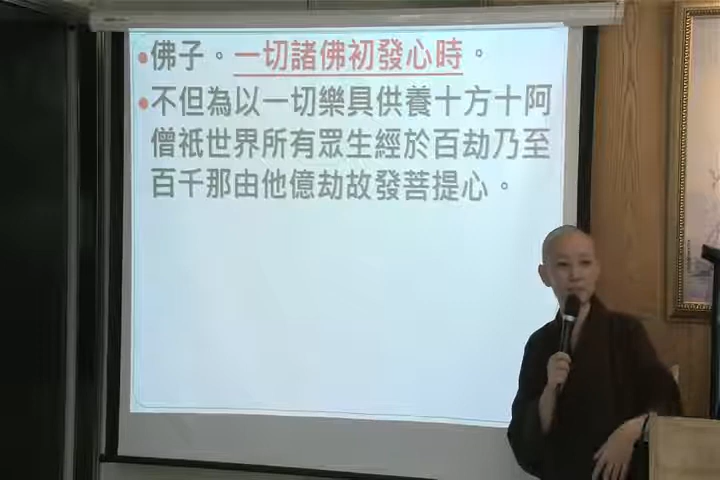 •佛子。一切諸佛初發心時。
•不但為以一切樂具供養十方十阿
僧祇世界所有眾生經於百劫乃至
百千那由他億劫故發菩提心。